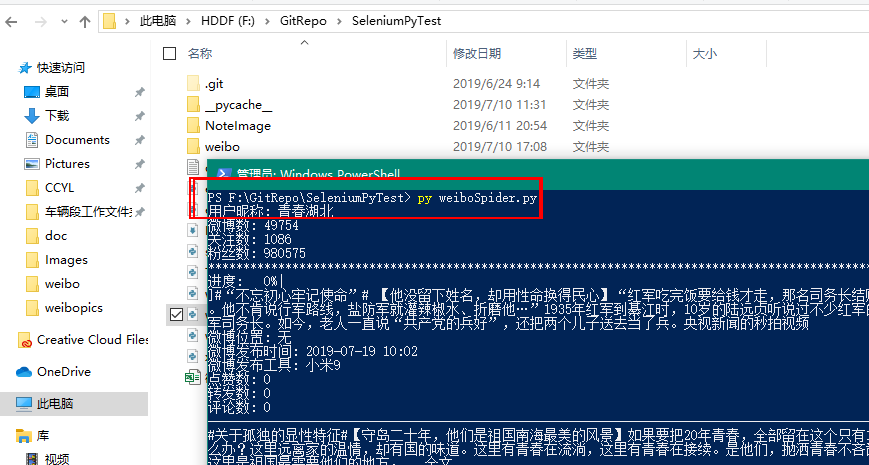 此电脑 > HDDF (F:) > GitRepo > SeleniumPyTest
名称 修改日期 类型 大小
快速访问
桌面
下载
Documents
Pictures
CCYL
车辆段工作文件夹
doc
Images
weibo
weibopics
Creative Cloud Files
OneDrive
此电脑
库
视频
.git 2019/6/24 9:14 文件夹
__pycache__ 2019/7/10 11:31 文件夹
NoteImage 2019/6/11 20:54 文件夹
weibo 2019/7/10 17:08 文件夹
管理员: Windows PowerShell
PS F:\GitRepo\SeleniumPyTest> py weiboSpider.py
用户昵称: 青春湖北
微博数: 49754
关注数: 1086
粉丝数: 980575
进度: 0%|
]#“不忘初心牢记使命”# 【他没留下姓名，却用性命换得民心】“红军吃完饭要给钱才走，那名司务长结账
。他不肯说行军路线，盐防军就灌辣椒水、折磨他…”1935年红军到綦江时，10岁的陆远贞听说过不少红军的
军司务长。如今，老人一直说“共产党的兵好”，还把两个儿子送去当了兵。央视新闻的秒拍视频
微博位置: 无
微博发布时间: 2019-07-19 10:02
微博发布工具: 小米9
点赞数: 0
转发数: 0
评论数: 0
#关于孤独的显性特征#【守岛二十年，他们是祖国南海最美的风景】如果要把20年青春，全部留在这个只有
么办？这里远离家的温情，却有国的味道。这里有青春在流淌，这里有青春在接续。是他们，抛洒青春不吝
这里是祖国最需要他们的地方。 全文